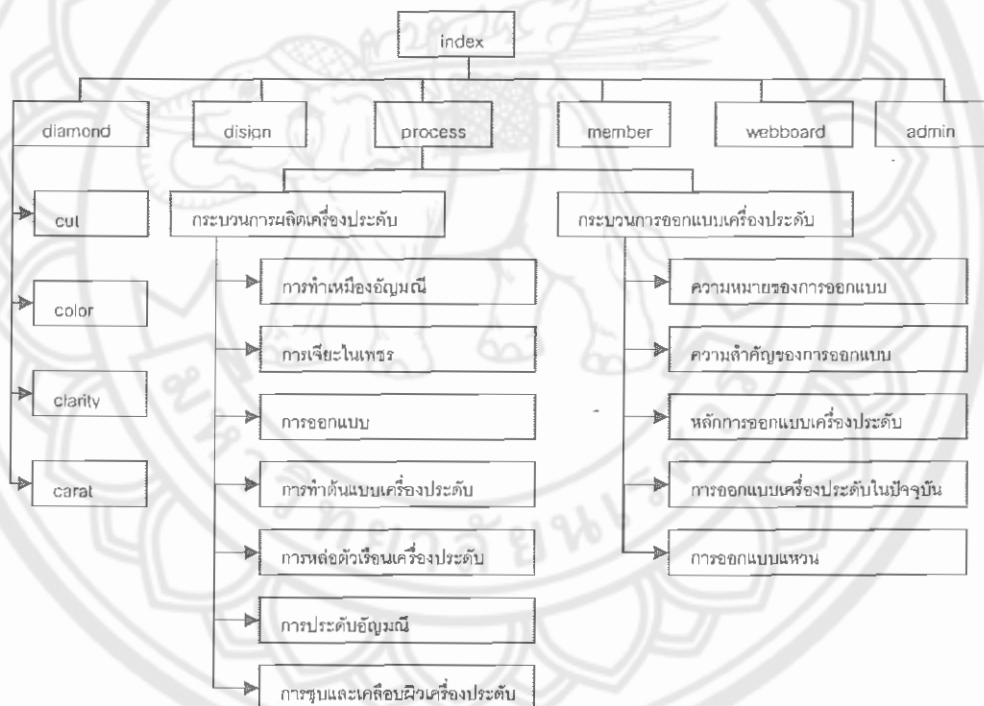 index
diamond
disign
process
member
webboard
admin
cut
color
clarity
carat
กระบวนการผลิตเครื่องประดับ
การทำเหมืองอัญมณี
การเจียะไนเพชร
การออกแบบ
การทำต้นแบบเครื่องประดับ
การหล่อตัวเรือนเครื่องประดับ
การประดับอัญมณี
การชุบและเคลือบผิวเครื่องประดับ
กระบวนการออกแบบเครื่องประดับ
ความหมายของการออกแบบ
ความสำคัญของการออกแบบ
หลักการออกแบบเครื่องประดับ
การออกแบบเครื่องประดับในปัจจุบัน
การออกแบบแหวน
มหาวิทยาลัยนเรศวร